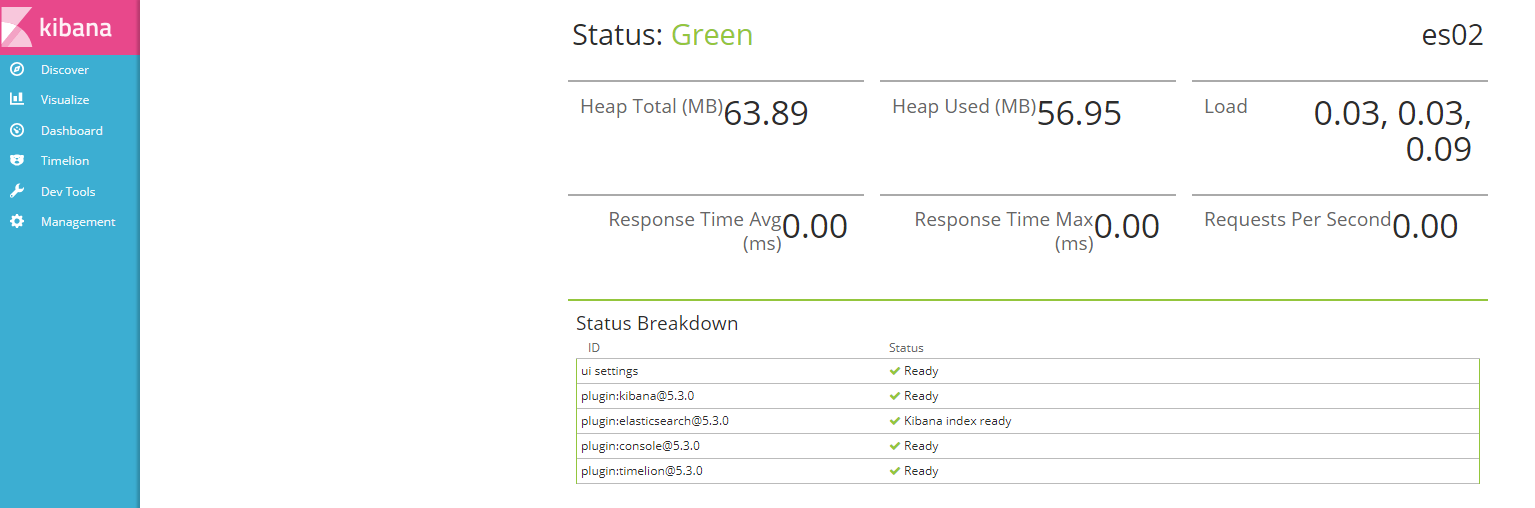 kibana
Discover
Visualize
Dashboard
Timelion
Dev Tools
Management
Status: Green
es02
Heap Total (MB) 63.89
Heap Used (MB) 56.95
Load 0.03, 0.03,
0.09
Response Time Avg 0.00
(ms)
Response Time Max 0.00
(ms)
Requests Per Second 0.00
Status Breakdown
ID Status
ui settings Ready
plugin:kibana@5.3.0 Ready
plugin:elasticsearch@5.3.0 Kibana index ready
plugin:console@5.3.0 Ready
plugin:timelion@5.3.0 Ready